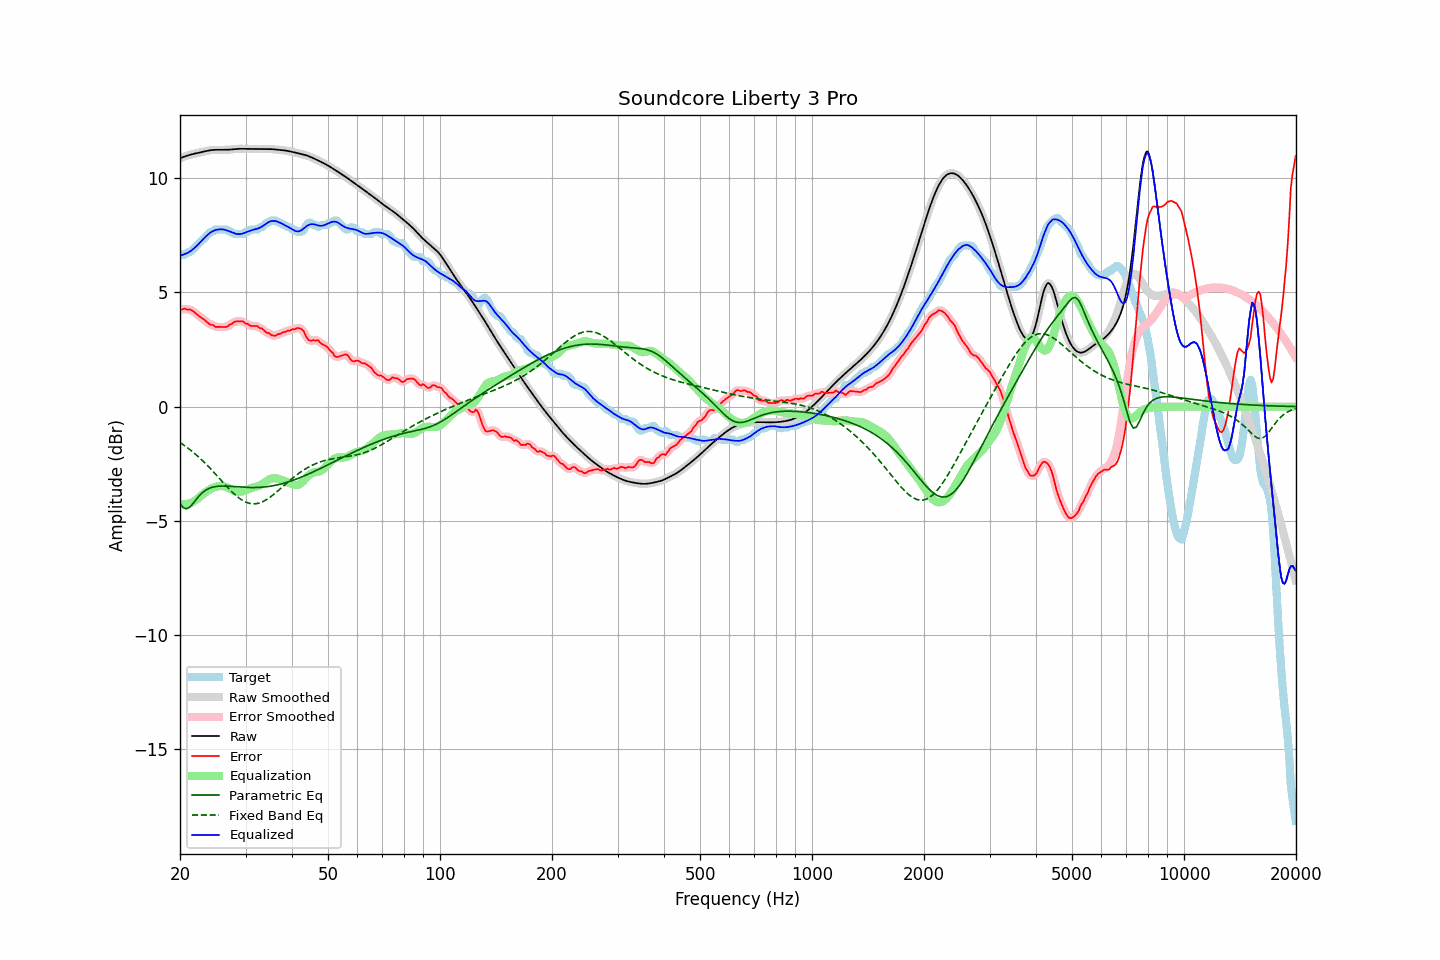 Soundcore Liberty 3 Pro
Amplitude (dBr)
10
5
0
−5
−10
−15
Target
Raw Smoothed
Error Smoothed
Raw
Error
Equalization
Parametric Eq
Fixed Band Eq
Equalized
20
50
100
200
500
1000
2000
5000
10000
20000
Frequency (Hz)